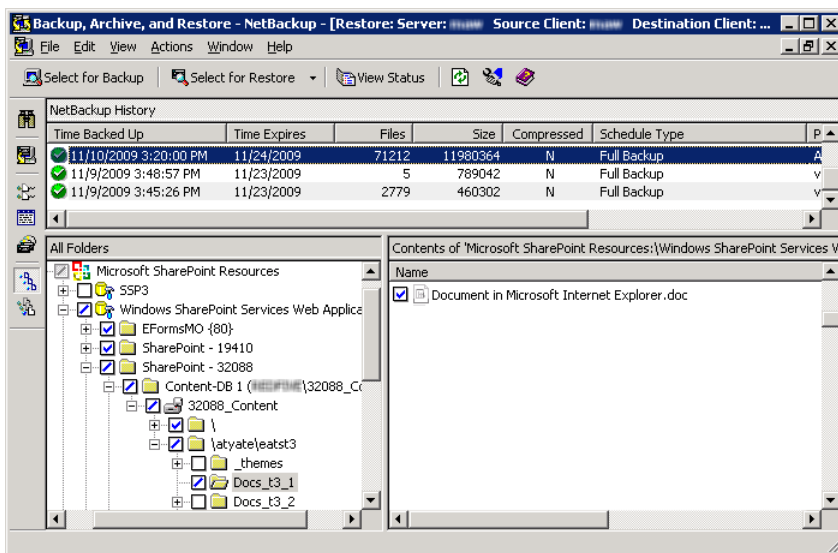 Backup, Archive, and Restore - NetBackup - [Restore: Server: Source Client: Destination Client: ...
File Edit View Actions Window Help
Select for Backup Select for Restore View Status
NetBackup History
Time Backed Up Time Expires Files Size Compressed Schedule Type P
11/10/2009 3:20:00 PM 11/24/2009 71212 11980364 N Full Backup A
11/9/2009 3:48:57 PM 11/23/2009 5 789042 N Full Backup v
11/9/2009 3:45:26 PM 11/23/2009 2779 460302 N Full Backup v
All Folders
Contents of 'Microsoft SharePoint Resources:\Windows SharePoint Services W
Name
Microsoft SharePoint Resources
SSP3
Document in Microsoft Internet Explorer.doc
Windows SharePoint Services Web Applica
EFormsMO {80}
SharePoint - 19410
SharePoint - 32088
Content-DB 1 ( \32088_Co
32088_Content
\
\atyate\eatst3
_themes
Docs_t3_1
Docs_t3_2